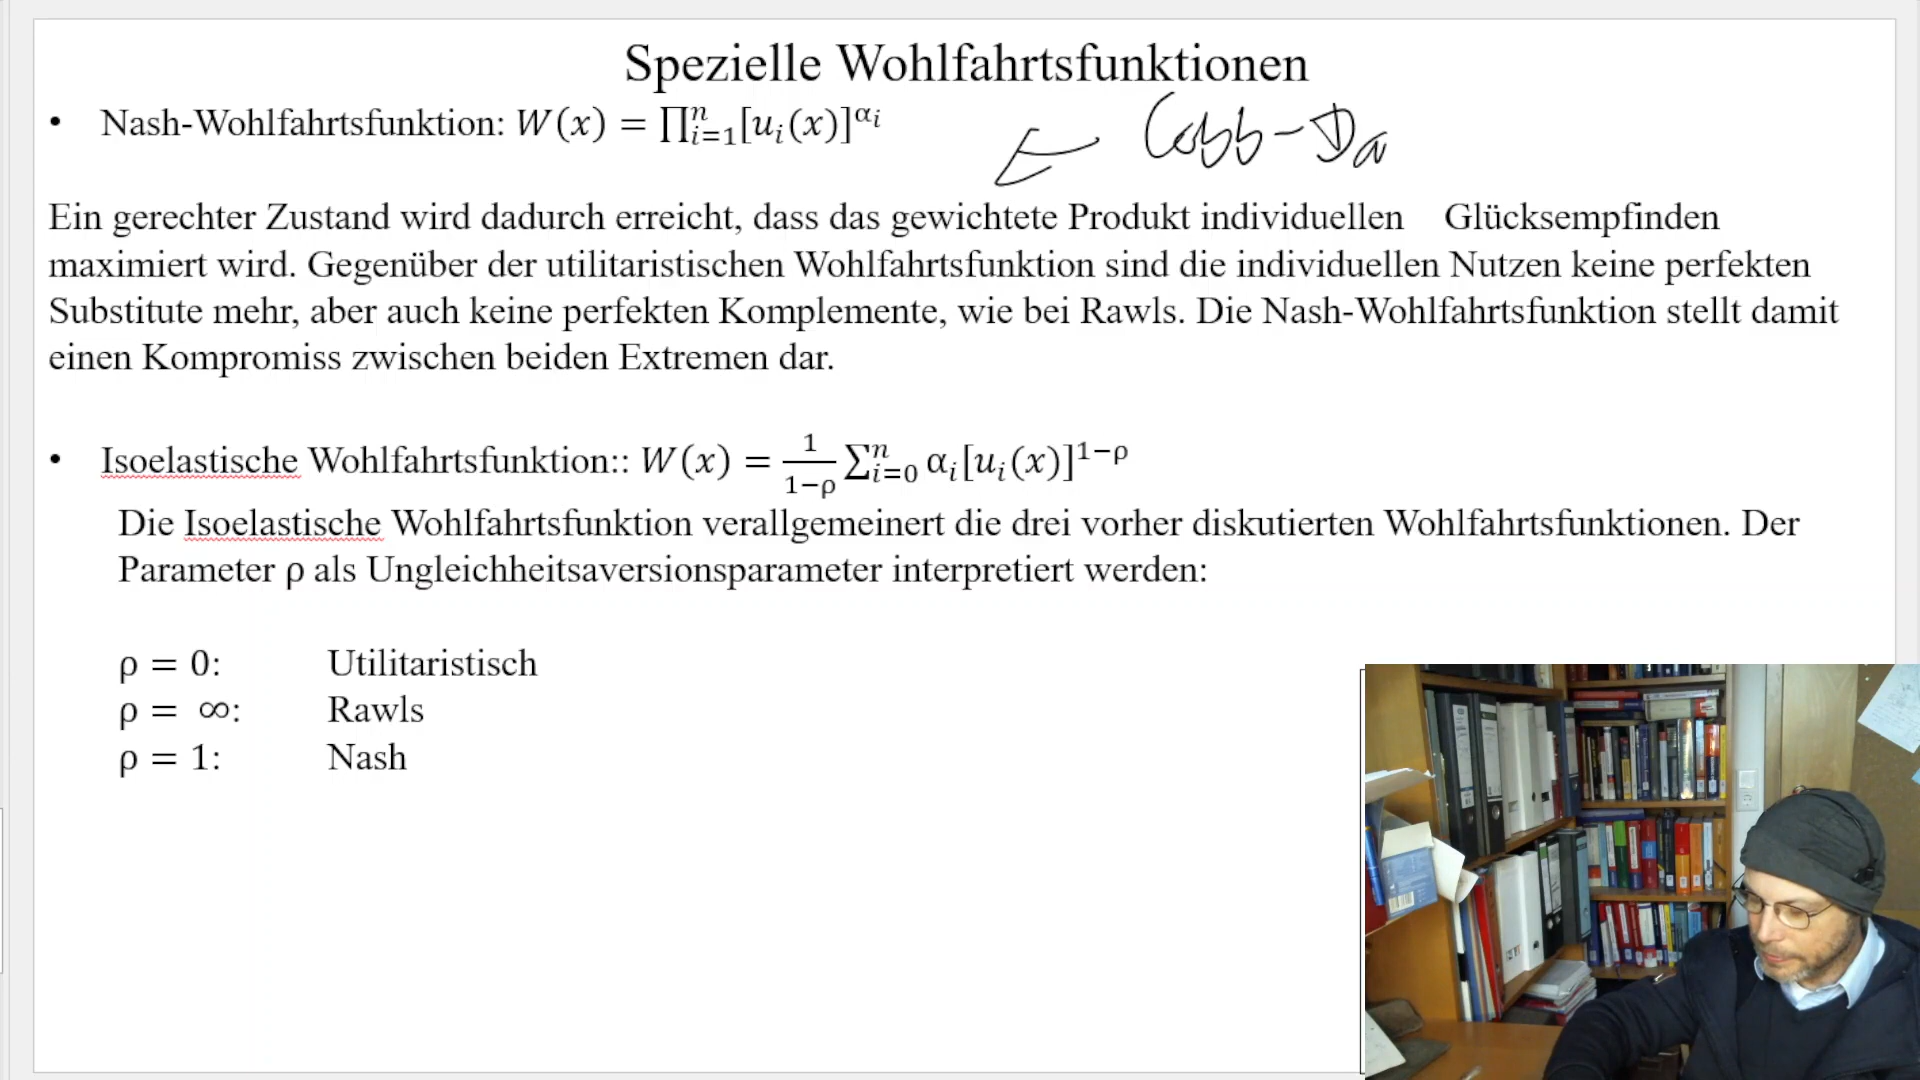 Spezielle Wohlfahrtsfunktionen
• Nash-Wohlfahrtsfunktion: W(x) = ∏ⁿᵢ₌₁[uᵢ(x)]^αᵢ
Cobb-Do
Ein gerechter Zustand wird dadurch erreicht, dass das gewichtete Produkt individuellen Glücksempfinden
maximiert wird. Gegenüber der utilitaristischen Wohlfahrtsfunktion sind die individuellen Nutzen keine perfekten
Substitute mehr, aber auch keine perfekten Komplemente, wie bei Rawls. Die Nash-Wohlfahrtsfunktion stellt damit
einen Kompromiss zwischen beiden Extremen dar.
• Isoelastische Wohlfahrtsfunktion:: W(x) = 1/(1−ρ) ∑ⁿᵢ₌₀ αᵢ[uᵢ(x)]^(1−ρ)
Die Isoelastische Wohlfahrtsfunktion verallgemeinert die drei vorher diskutierten Wohlfahrtsfunktionen. Der
Parameter ρ als Ungleichheitsaversionsparameter interpretiert werden:
ρ = 0: Utilitaristisch
ρ = ∞: Rawls
ρ = 1: Nash